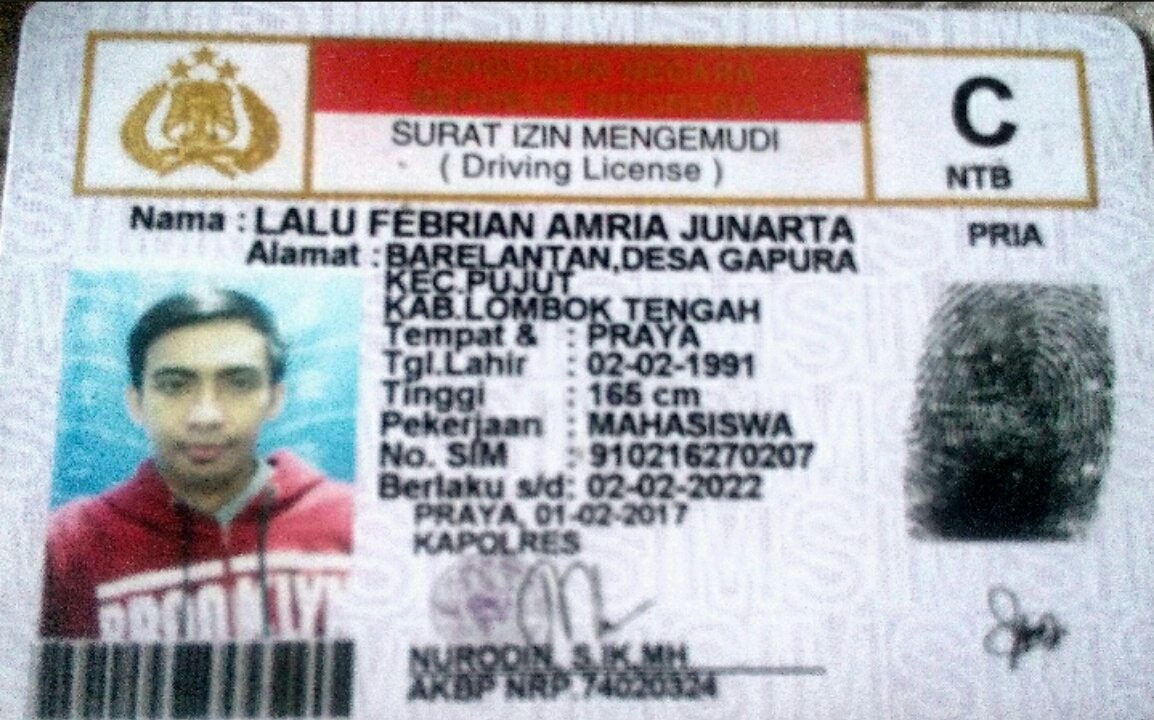 KEPOLISIAN NEGARA
REPUBLIK INDONESIA
SURAT IZIN MENGEMUDI
( Driving License )
C
NTB
Nama : LALU FEBRIAN AMRIA JUNARTA
PRIA
Alamat : BARELANTAN,DESA GAPURA
KEC.PUJUT
KAB.LOMBOK TENGAH
Tempat & : PRAYA
Tgl.Lahir : 02-02-1991
Tinggi : 165 cm
Pekerjaan : MAHASISWA
No. SIM : 910216270207
Berlaku s/d: 02-02-2022
PRAYA, 01-02-2017
KAPOLRES
NURODIN, S.IK.MH
AKBP NRP.74020324